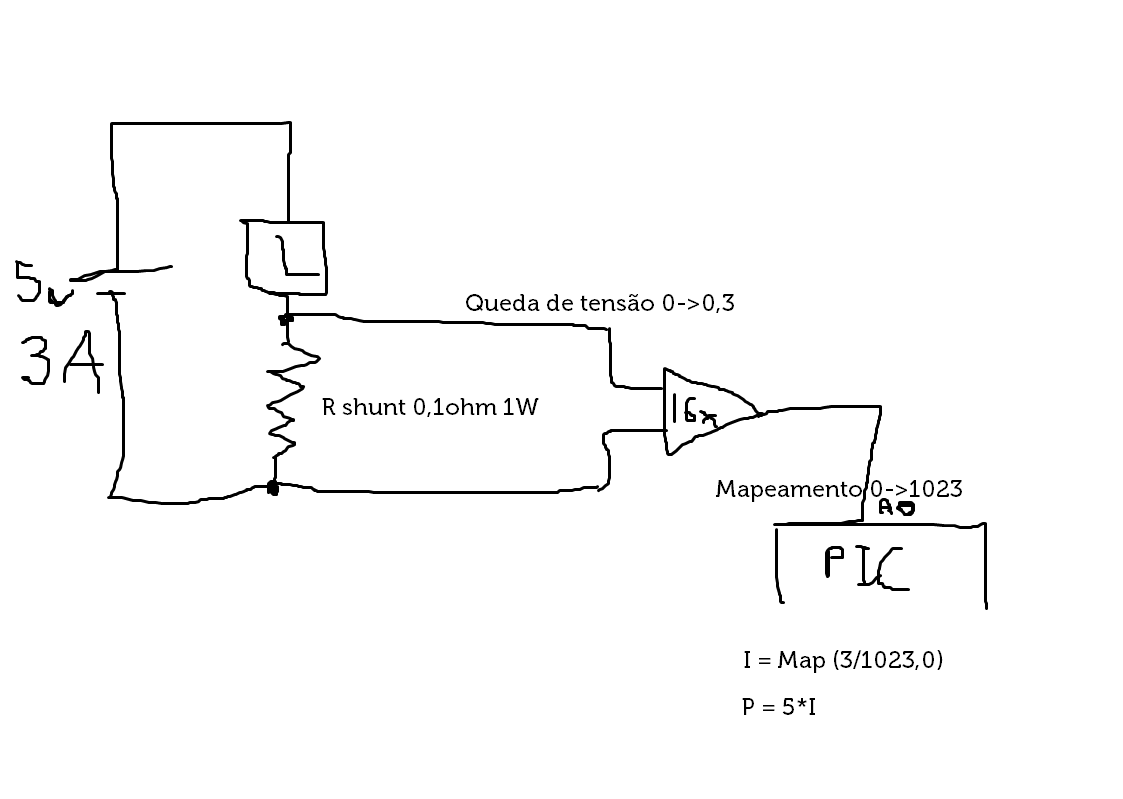 5v
3A
L
Queda de tensão 0->0,3
R shunt 0,1ohm 1W
16x
Mapeamento 0->1023
A0
PIC
I = Map (3/1023,0)
P = 5*I